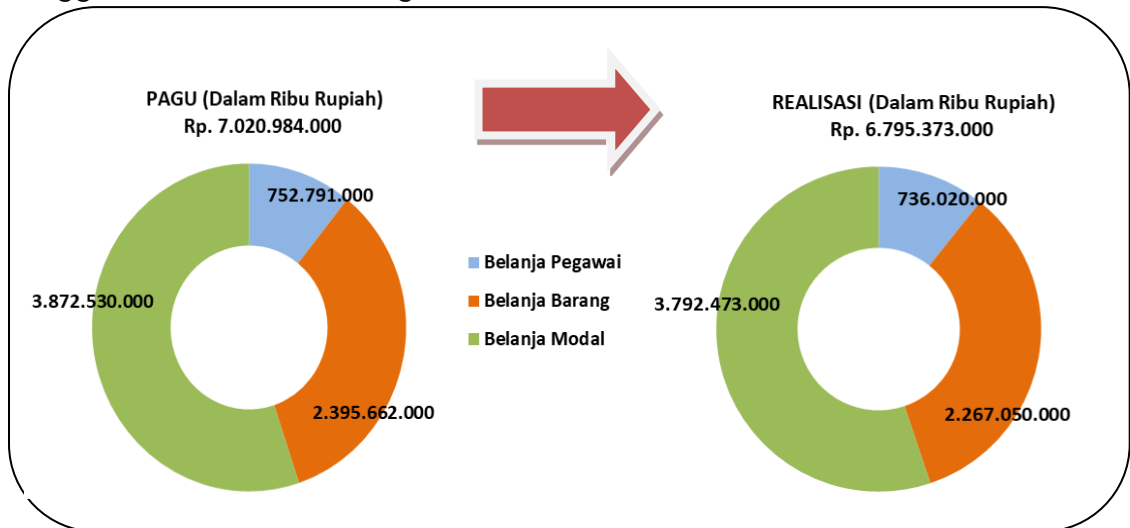 PAGU (Dalam Ribu Rupiah)
Rp. 7.020.984.000
752.791.000
3.872.530.000
2.395.662.000
Belanja Pegawai
Belanja Barang
Belanja Modal
REALISASI (Dalam Ribu Rupiah)
Rp. 6.795.373.000
736.020.000
3.792.473.000
2.267.050.000